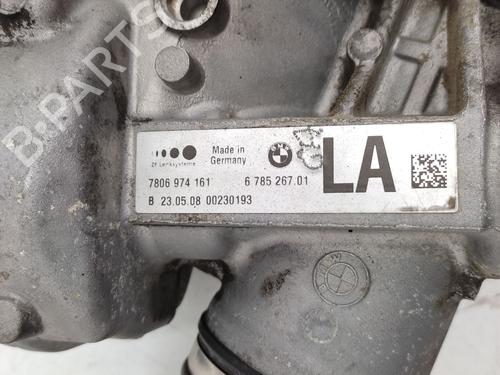 B-PARTS
ZF Lenksysteme
Made in
Germany
7806 974 161
6 785 267.01
LA
B 23.05.08 00230193